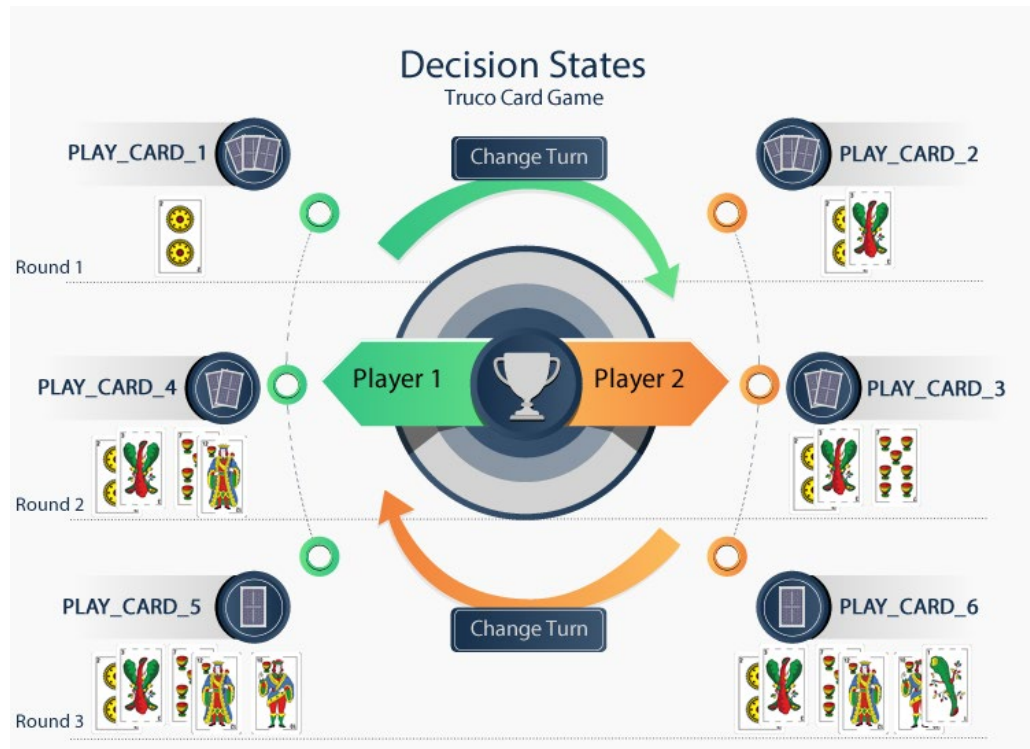 Decision States
Truco Card Game
PLAY_CARD_1
Change Turn
PLAY_CARD_2
Round 1
PLAY_CARD_4
Player 1
Player 2
PLAY_CARD_3
Round 2
PLAY_CARD_5
Change Turn
PLAY_CARD_6
Round 3